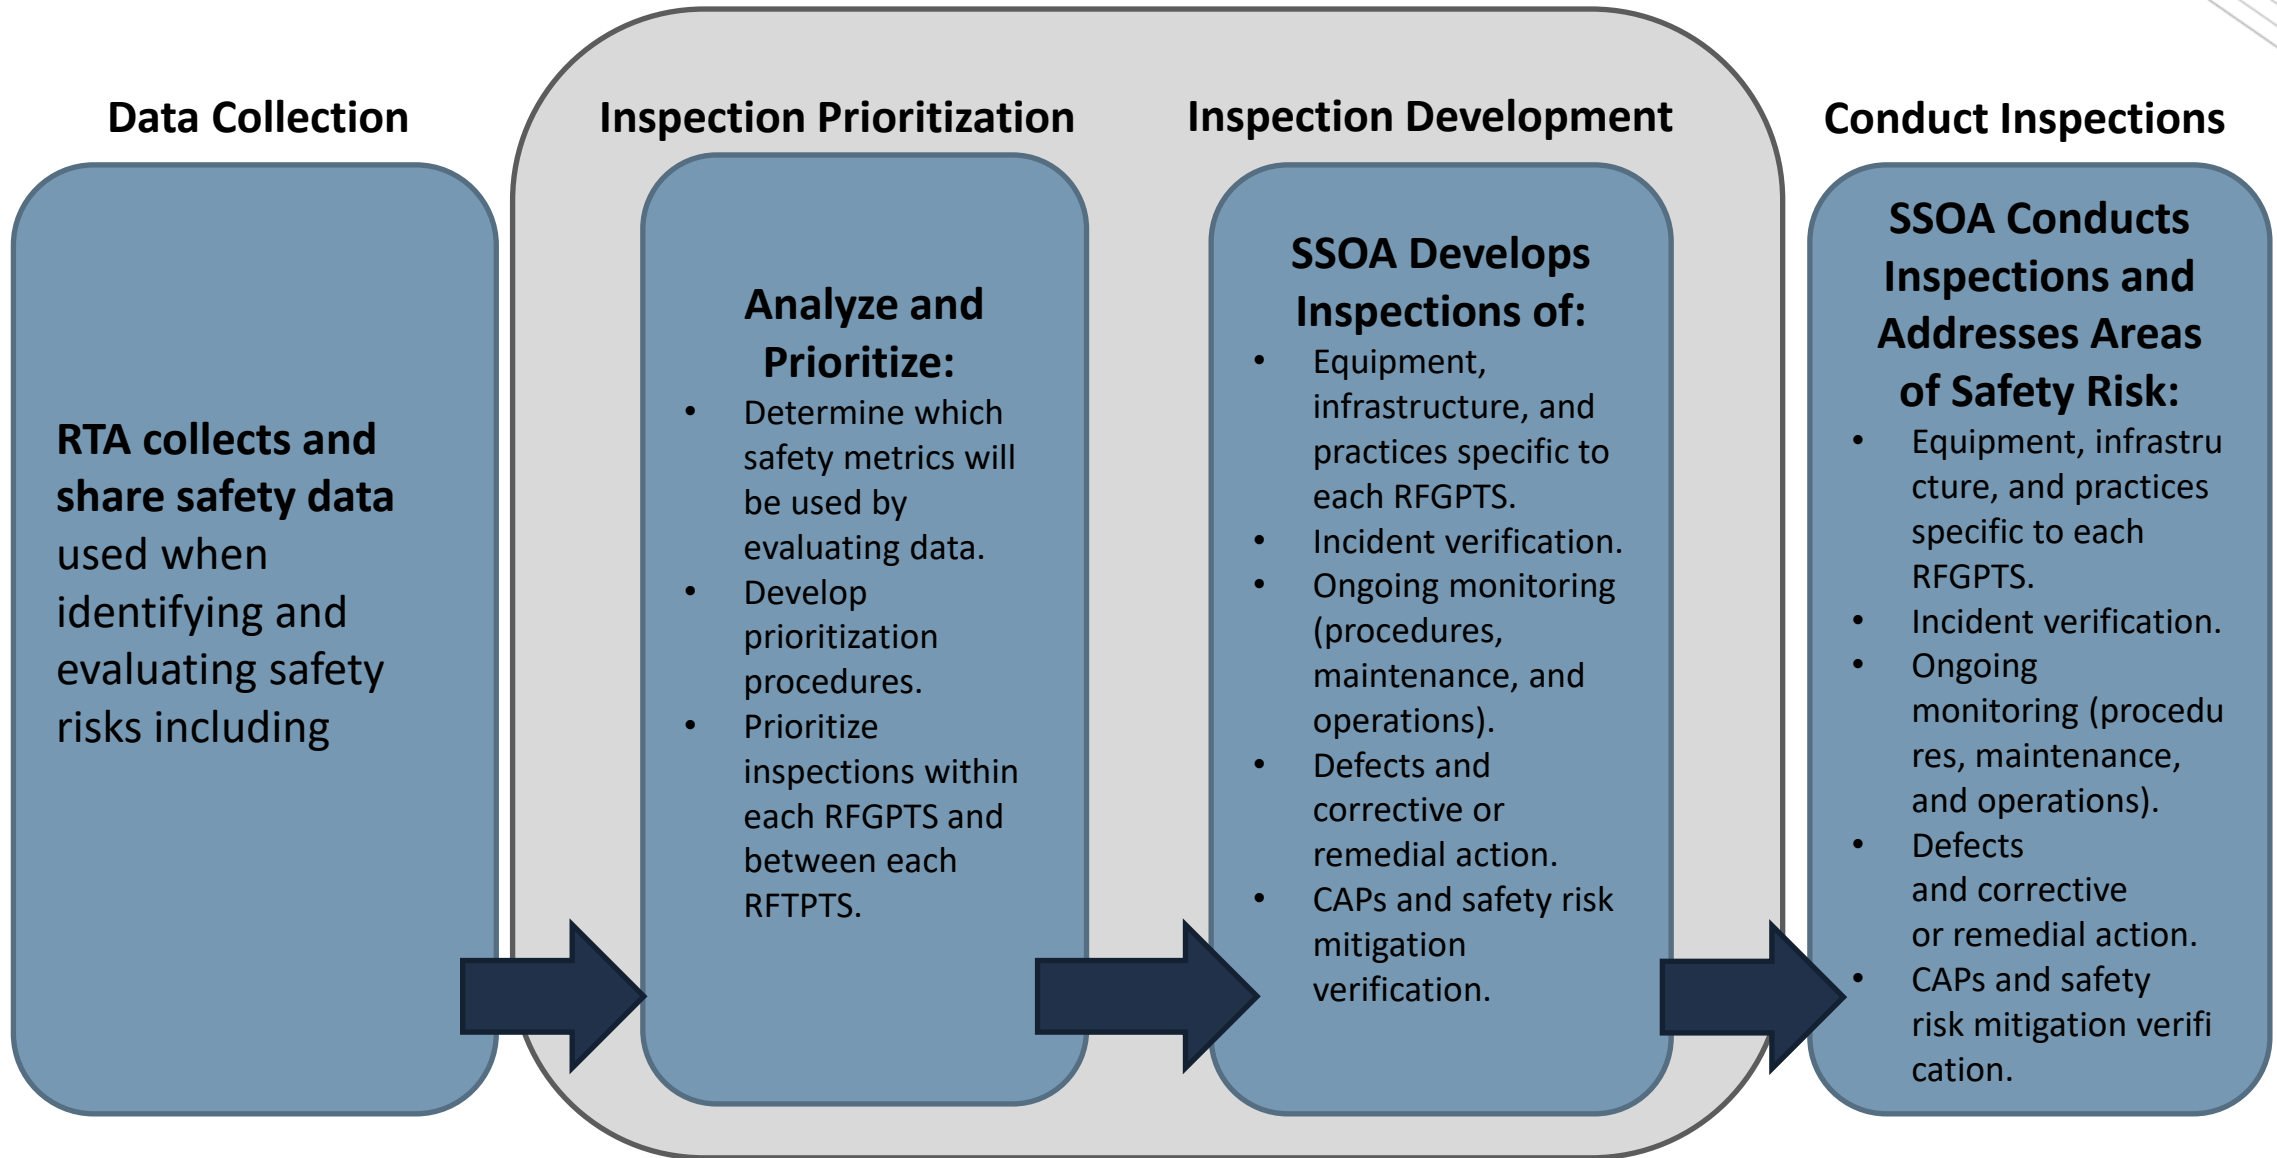 Data Collection
RTA collects and
share safety data
used when
identifying and
evaluating safety
risks including
Inspection Prioritization
Analyze and
Prioritize:
• Determine which
safety metrics will
be used by
evaluating data.
• Develop
prioritization
procedures.
• Prioritize
inspections within
each RFGPTS and
between each
RFTPTS.
Inspection Development
SSOA Develops
Inspections of:
• Equipment,
infrastructure, and
practices specific to
each RFGPTS.
• Incident verification.
• Ongoing monitoring
(procedures,
maintenance, and
operations).
• Defects and
corrective or
remedial action.
• CAPs and safety risk
mitigation
verification.
Conduct Inspections
SSOA Conducts
Inspections and
Addresses Areas
of Safety Risk:
• Equipment, infrastru
cture, and practices
specific to each
RFGPTS.
• Incident verification.
• Ongoing
monitoring (procedu
res, maintenance,
and operations).
• Defects
and corrective
or remedial action.
• CAPs and safety
risk mitigation verifi
cation.